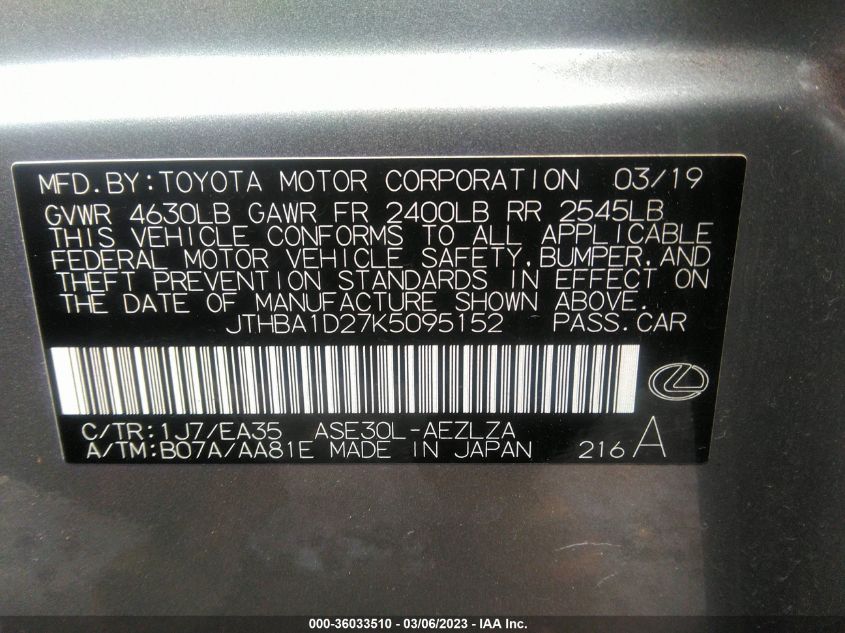 MFD.BY:TOYOTA MOTOR CORPORATION 03/19
GVWR 4630LB GAWR FR 2400LB RR 2545LB
THIS VEHICLE CONFORMS TO ALL APPLICABLE
FEDERAL MOTOR VEHICLE SAFETY,BUMPER,AND
THEFT PREVENTION STANDARDS IN EFFECT ON
THE DATE OF MANUFACTURE SHOWN ABOVE.
JTHBA1D27K5095152 PASS.CAR
C/TR:1J7/EA35 ASE30L-AEZLZA
A/TM:B07A/AA81E MADE IN JAPAN 216 A
000-36033510 - 03/06/2023 - IAA Inc.